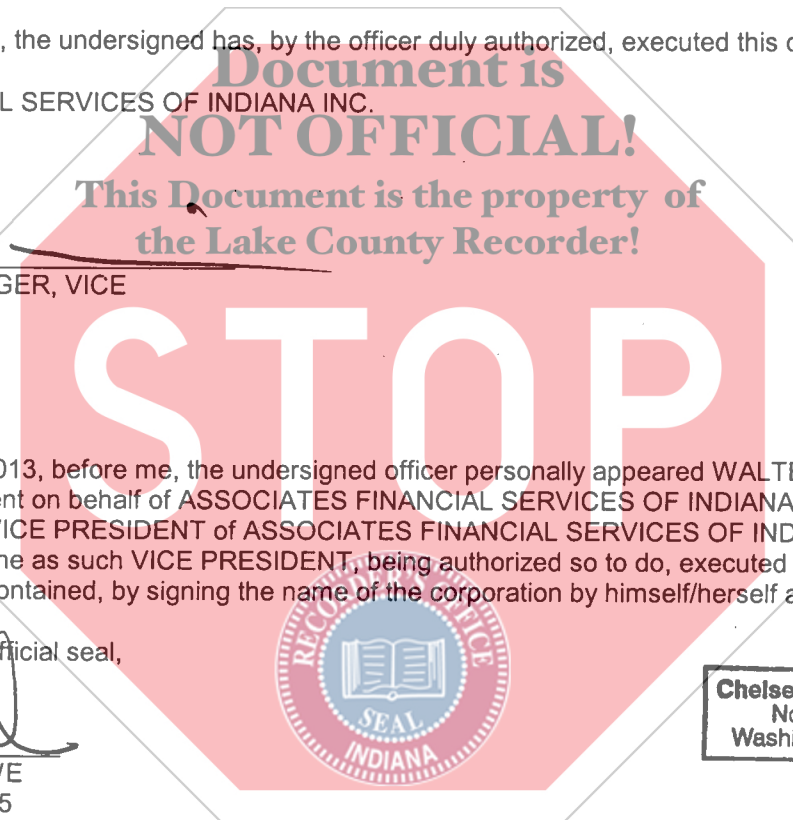 , the undersigned has, by the officer duly authorized, executed this
Document is
L SERVICES OF INDIANA INC.
NOT OFFICIAL!
This Document is the property of
the Lake County Recorder!
GER, VICE
STOP
013, before me, the undersigned officer personally appeared WALTE
ent on behalf of ASSOCIATES FINANCIAL SERVICES OF INDIANA
VICE PRESIDENT of ASSOCIATES FINANCIAL SERVICES OF IND
ne as such VICE PRESIDENT, being authorized so to do, executed
ontained, by signing the name of the corporation by himself/herself a
fficial seal,
RECORDER'S OFFICE
SEAL
INDIANA
Chelse
No
Washi
VE
5